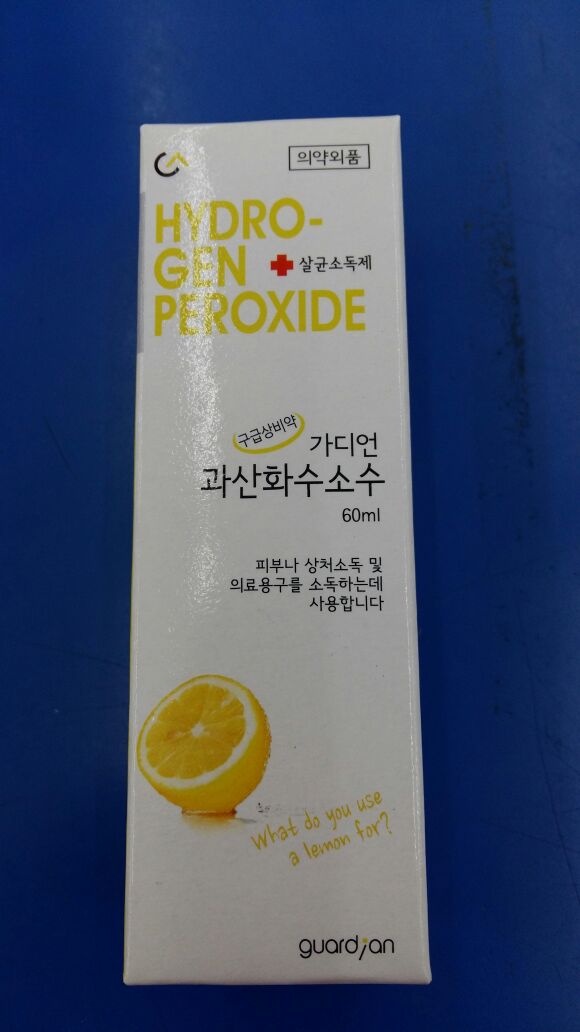 의약외품
HYDRO-
GEN
살균소독제
PEROXIDE
구급상비약
가디언
과산화수소수
60ml
피부나 상처소독 및
의료용구를 소독하는데
사용합니다
What do you use
a lemon for?
guardian